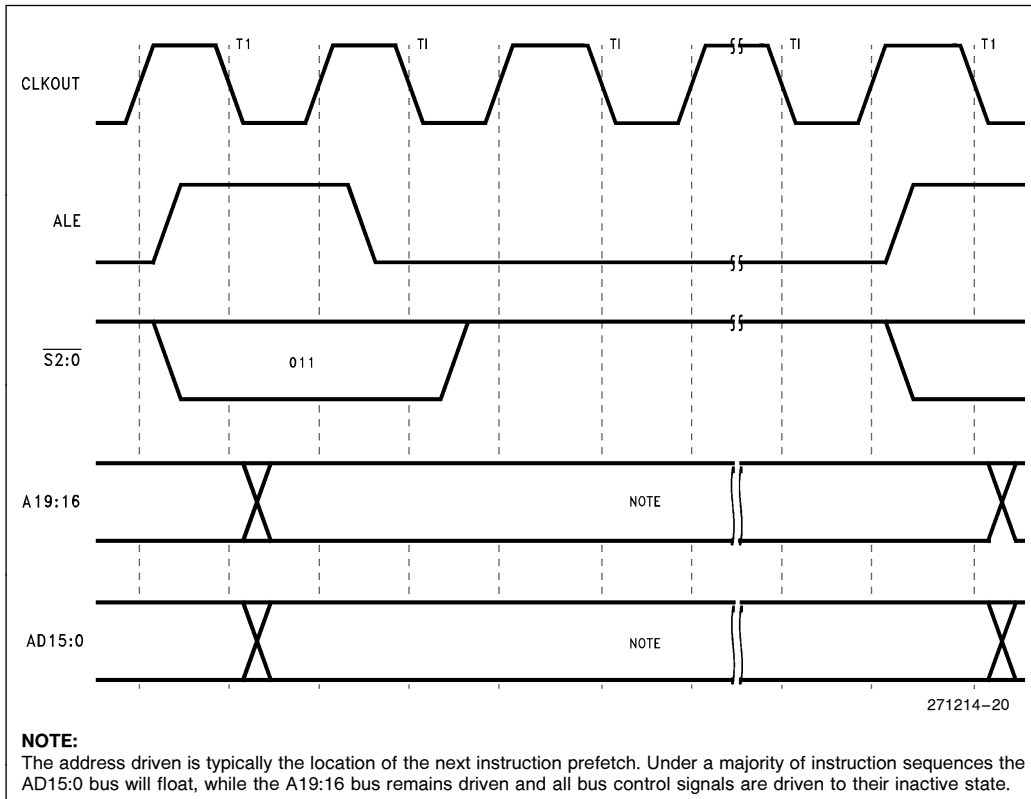 T1 TI TI TI T1
CLKOUT
ALE
S2:0
011
A19:16
NOTE
AD15:0
NOTE
271214–20
NOTE:
The address driven is typically the location of the next instruction prefetch. Under a majority of instruction sequences the
AD15:0 bus will float, while the A19:16 bus remains driven and all bus control signals are driven to their inactive state.